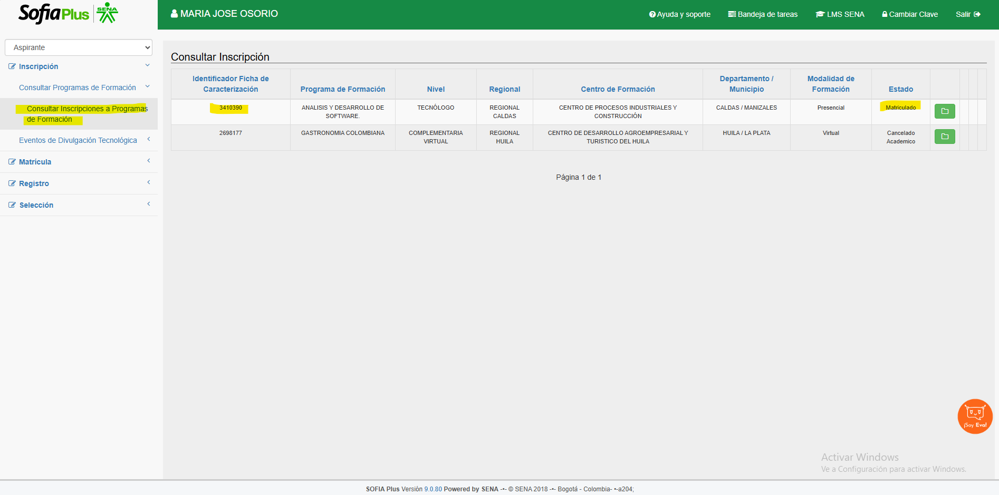 SofiaPlus SENA
MARIA JOSE OSORIO
Ayuda y soporte
Bandeja de tareas
LMS SENA
Cambiar Clave
Salir
Aspirante
Inscripción
Consultar Programas de Formación
Consultar Inscripciones a Programas
de Formación
Eventos de Divulgación Tecnológica
Matrícula
Registro
Selección
Consultar Inscripción
Identificador Ficha de
Caracterización
Programa de Formación
Nivel
Regional
Centro de Formación
Departamento /
Municipio
Modalidad de
Formación
Estado
3410390
ANALISIS Y DESARROLLO DE
SOFTWARE.
TECNÓLOGO
REGIONAL
CALDAS
CENTRO DE PROCESOS INDUSTRIALES Y
CONSTRUCCIÓN
CALDAS / MANIZALES
Presencial
Matriculado
2698177
GASTRONOMIA COLOMBIANA
COMPLEMENTARIA
VIRTUAL
REGIONAL
HUILA
CENTRO DE DESARROLLO AGROEMPRESARIAL Y
TURISTICO DEL HUILA
HUILA / LA PLATA
Virtual
Cancelado
Academico
Página 1 de 1
¡Soy Eva!
Activar Windows
Ve a Configuración para activar Windows.
SOFIA Plus Versión 9.0.80 Powered by SENA -•- © SENA 2018 -•- Bogotá - Colombia- •-a204;